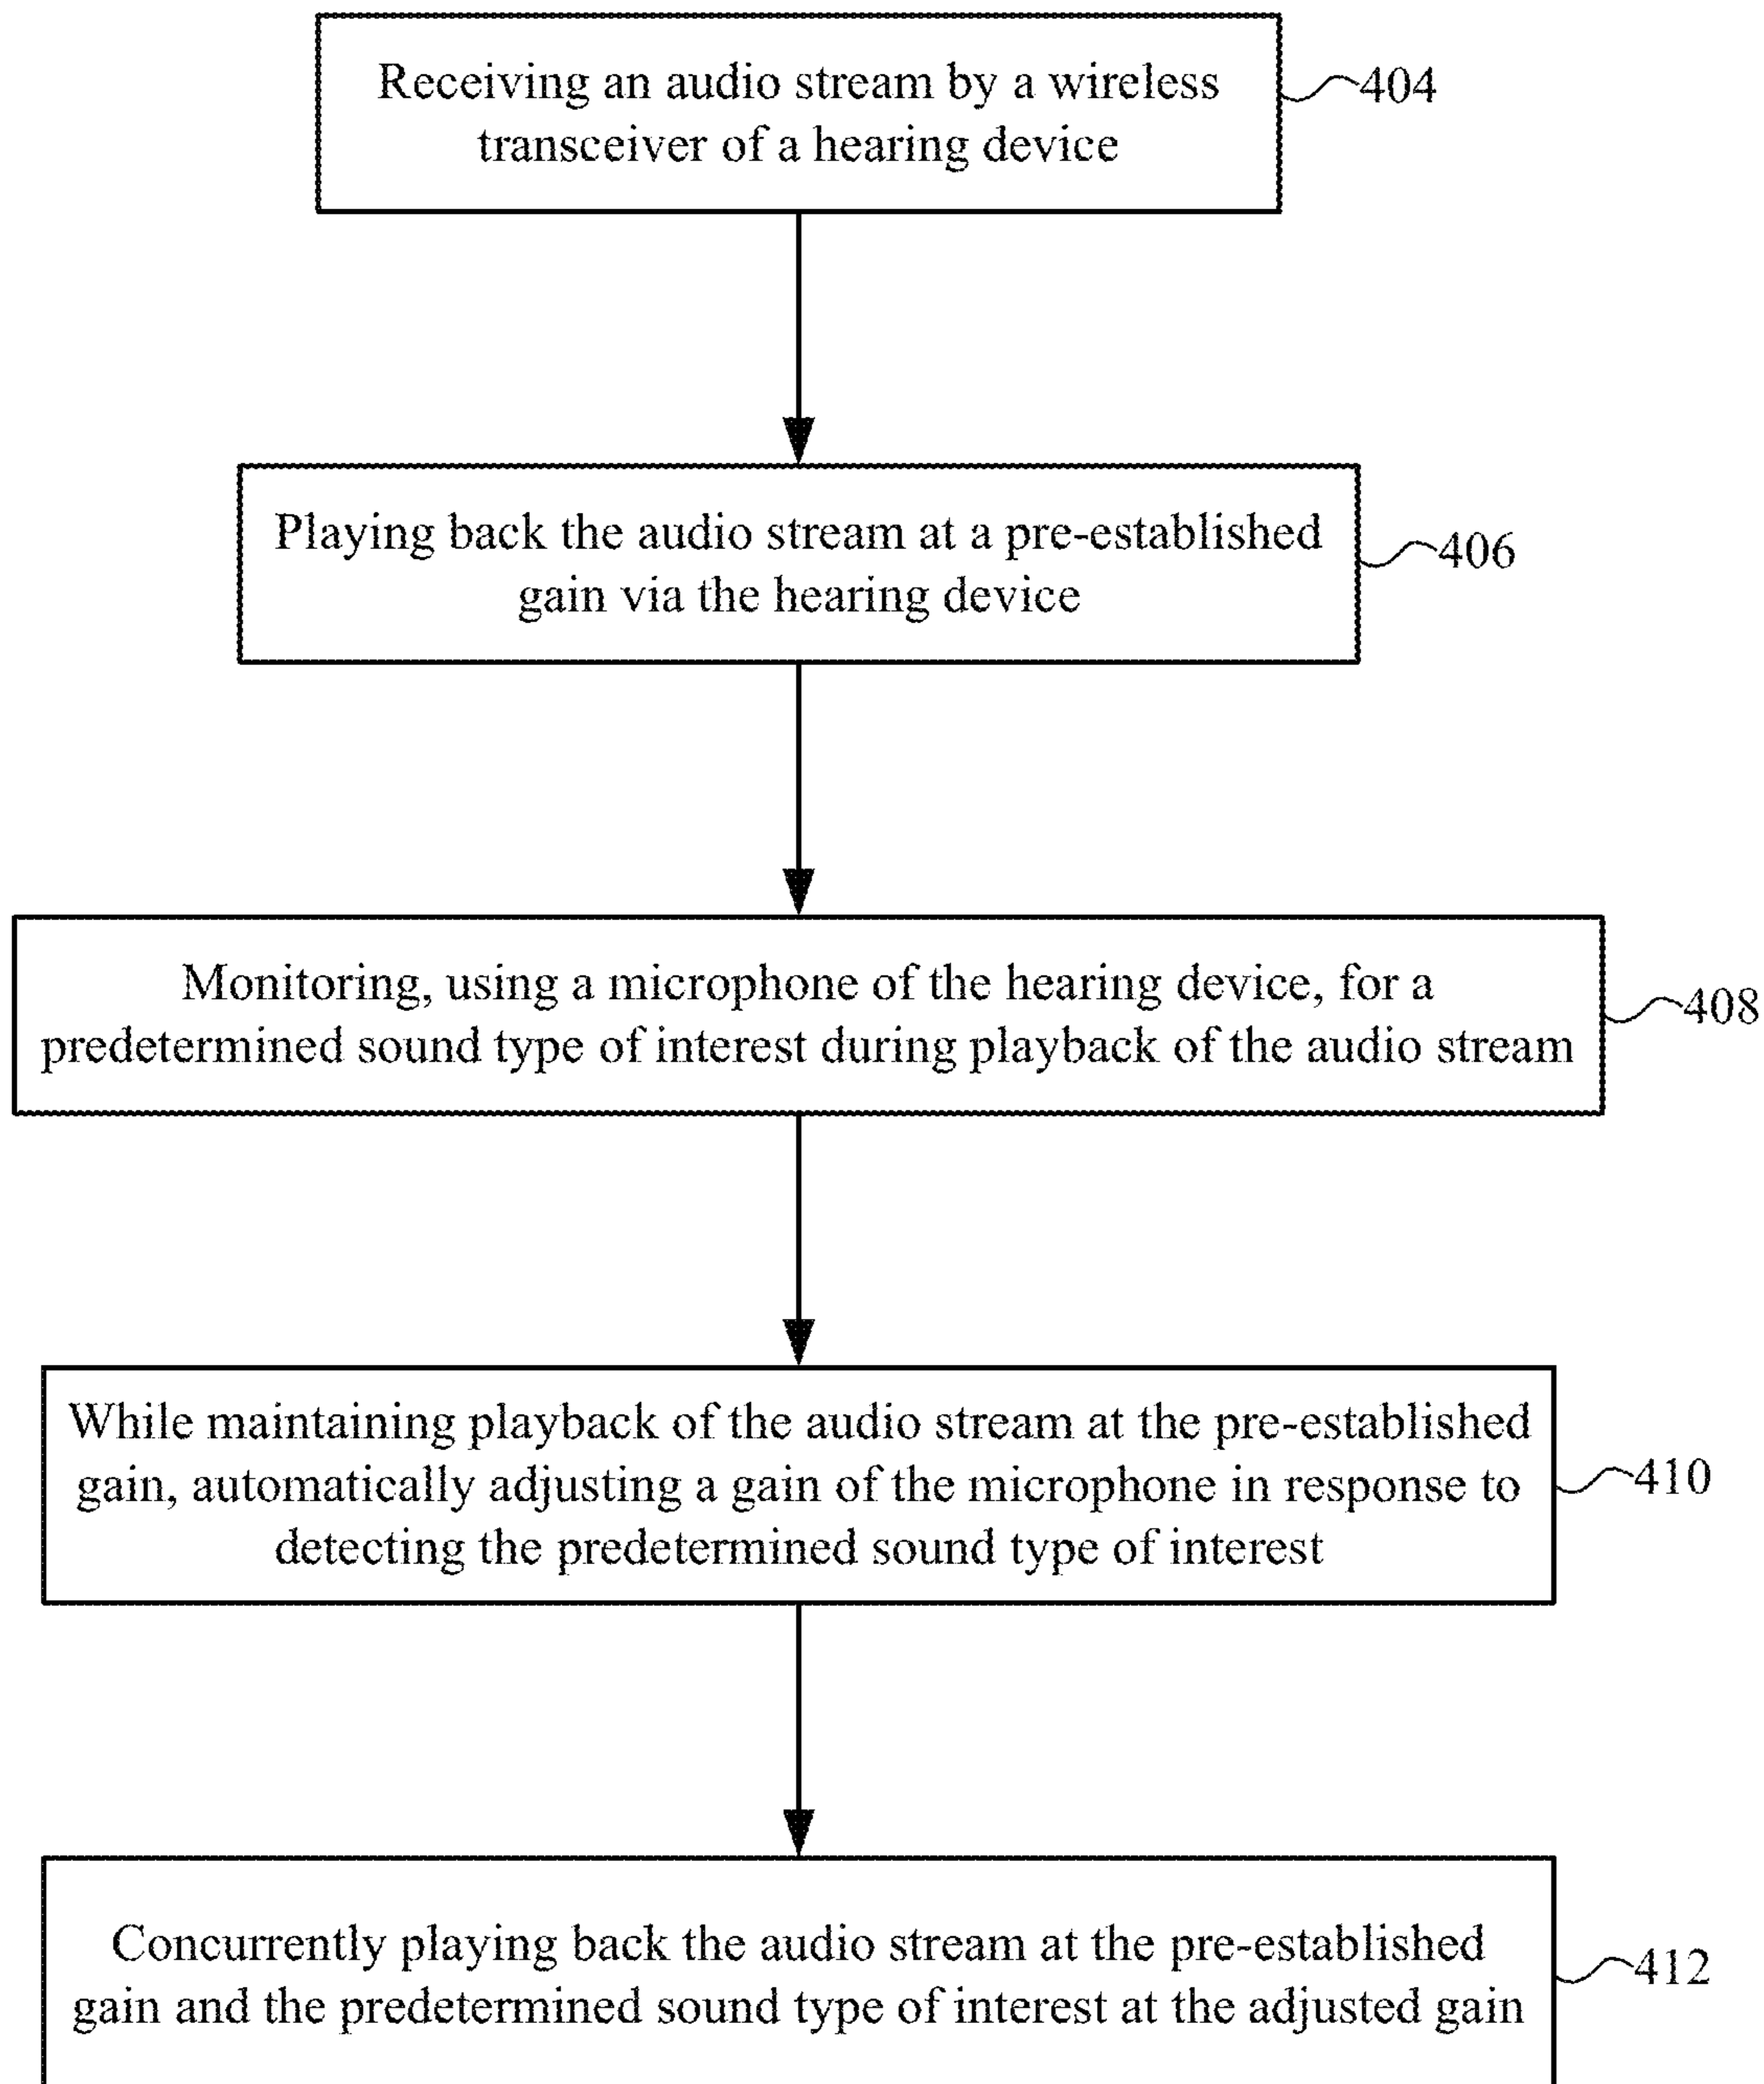 Receiving an audio stream by a wireless
transceiver of a hearing device
404
Playing back the audio stream at a pre-established
gain via the hearing device
406
Monitoring, using a microphone of the hearing device, for a
predetermined sound type of interest during playback of the audio stream
408
While maintaining playback of the audio stream at the pre-established
gain, automatically adjusting a gain of the microphone in response to
detecting the predetermined sound type of interest
410
Concurrently playing back the audio stream at the pre-established
gain and the predetermined sound type of interest at the adjusted gain
412